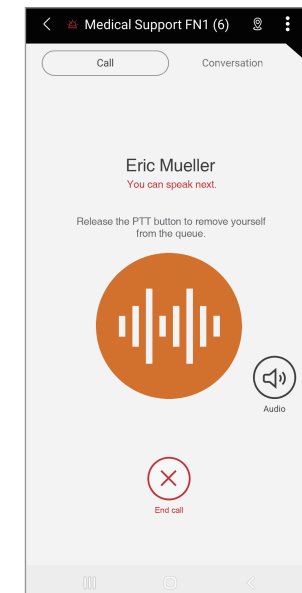 Medical Support FN1 (6)
Call Conversation
Eric Mueller
You can speak next.
Release the PTT button to remove yourself
from the queue.
Audio
End call